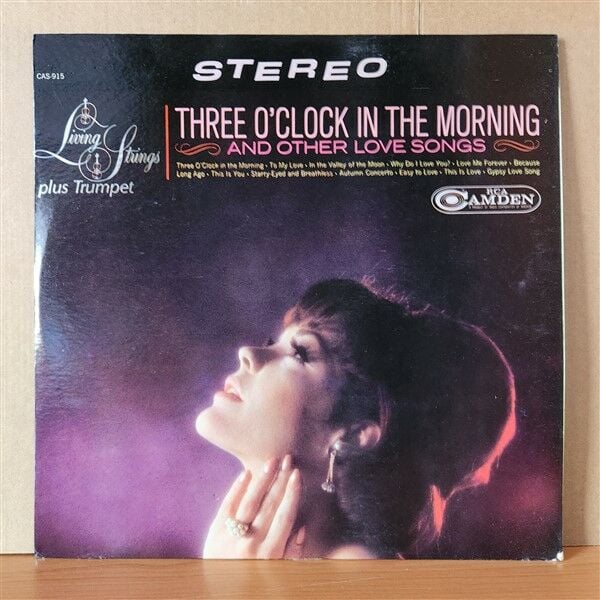 STEREO
CAS-915
Living Strings
plus Trumpet
THREE O'CLOCK IN THE MORNING
AND OTHER LOVE SONGS
Three O'Clock in the Morning · To My Love · In the Valley of the Moon · Why Do I Love You? · Love Me Forever · Because
Long Ago · This is You · Starry-Eyed and Breathless · Autumn Concerto · Easy to Love · This is Love · Gypsy Love Song
RCA
CAMDEN